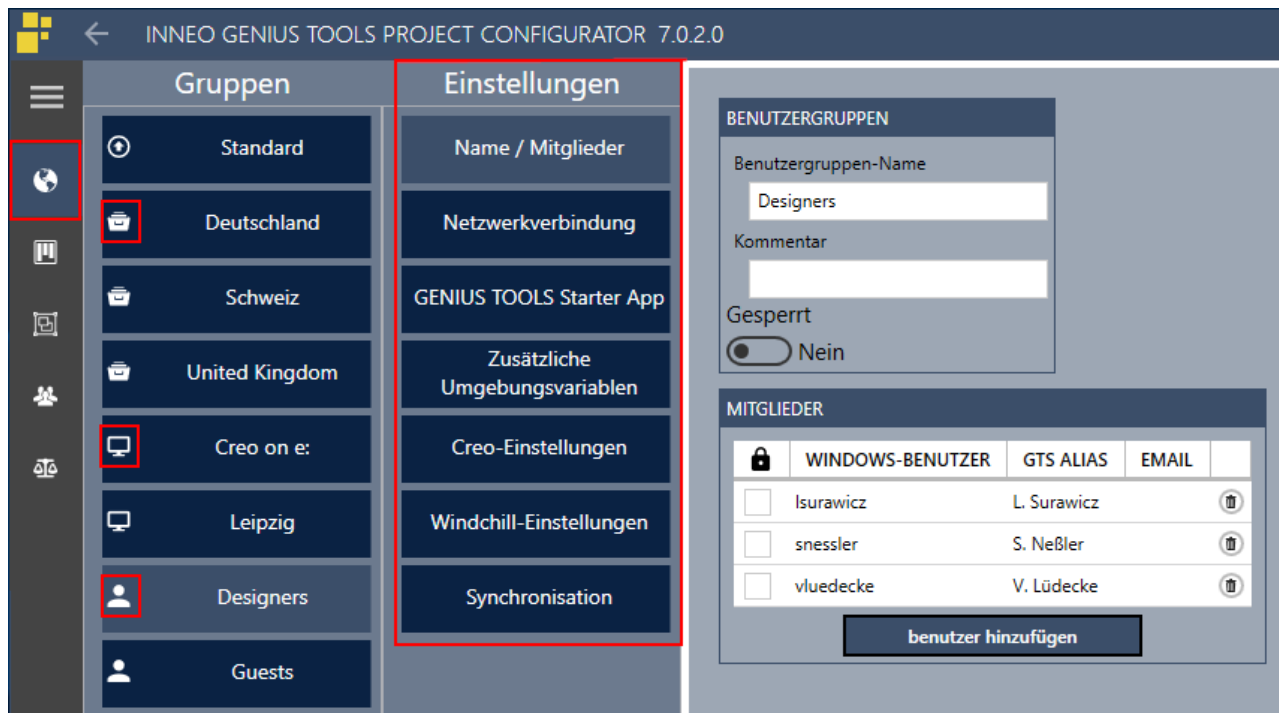 INNEO GENIUS TOOLS PROJECT CONFIGURATOR 7.0.2.0
Gruppen
Standard
Deutschland
Schweiz
United Kingdom
Creo on e:
Leipzig
Designers
Guests
Einstellungen
Name / Mitglieder
Netzwerkverbindung
GENIUS TOOLS Starter App
Zusätzliche
Umgebungsvariablen
Creo-Einstellungen
Windchill-Einstellungen
Synchronisation
BENUTZERGRUPPEN
Benutzergruppen-Name
Designers
Kommentar
Gesperrt
Nein
MITGLIEDER
WINDOWS-BENUTZER GTS ALIAS EMAIL
lsurawicz L. Surawicz
snessler S. Neßler
vluedecke V. Lüdecke
benutzer hinzufügen